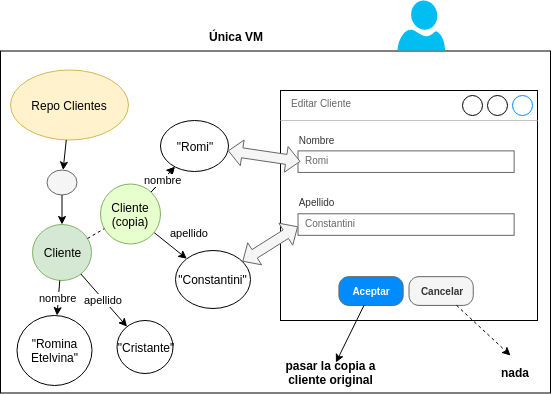 Única VM
Repo Clientes
Editar Cliente
Nombre
"Romi"
Romi
nombre
Cliente
(copia)
Apellido
apellido
Constantini
Cliente
"Constantini"
nombre
apellido
Aceptar
Cancelar
"Romina
Etelvina"
"Cristante"
pasar la copia a
cliente original
nada